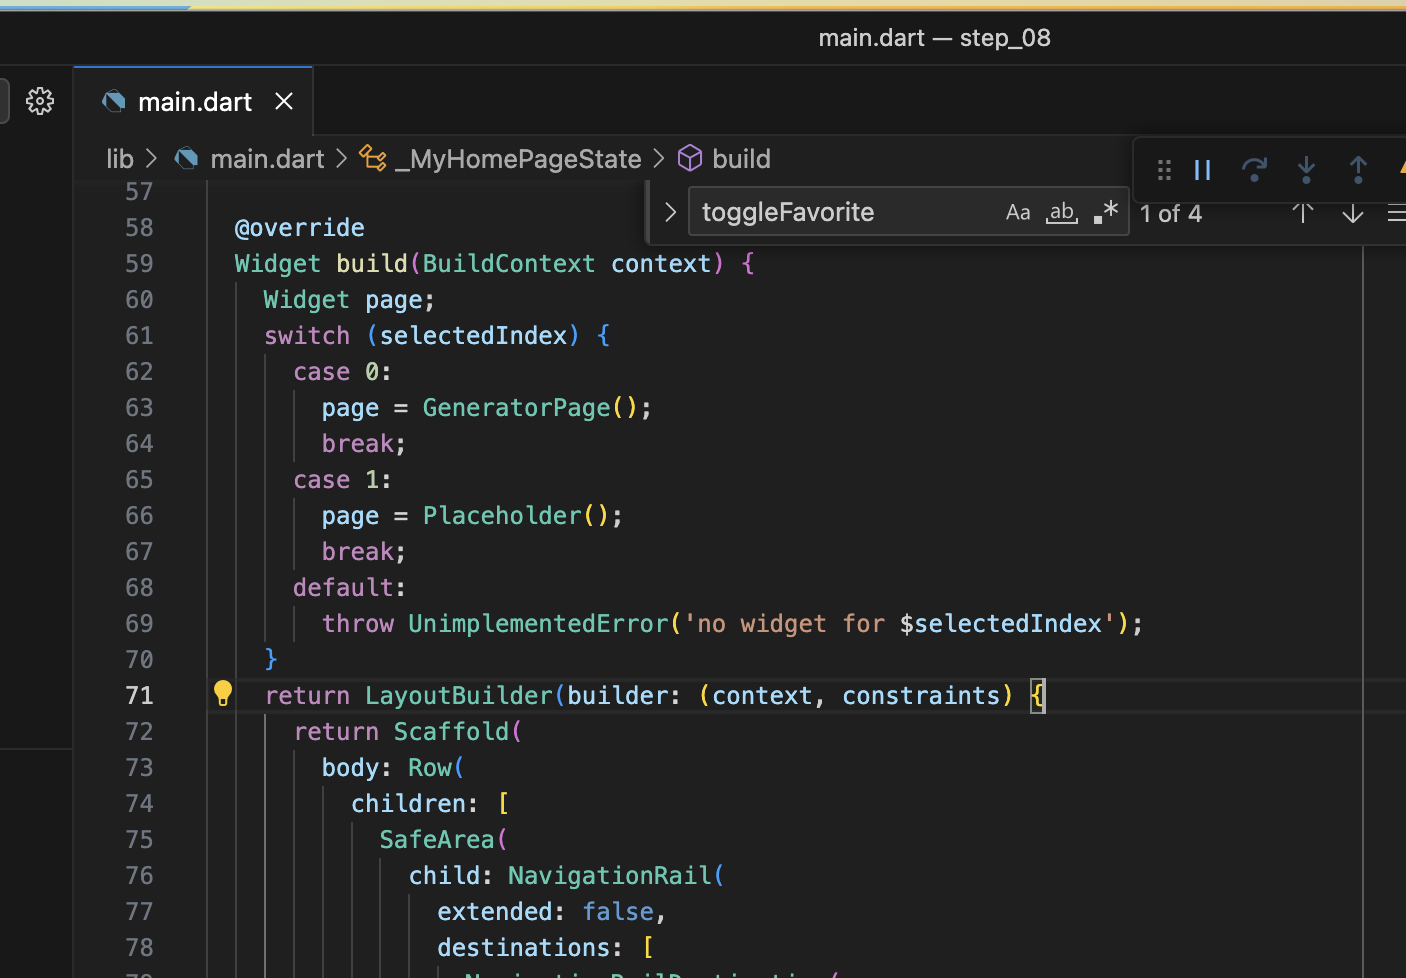 main.dart — step_08
main.dart
lib > main.dart > _MyHomePageState > build
toggleFavorite Aa ab .* 1 of 4
57
58 @override
59 Widget build(BuildContext context) {
60 Widget page;
61 switch (selectedIndex) {
62 case 0:
63 page = GeneratorPage();
64 break;
65 case 1:
66 page = Placeholder();
67 break;
68 default:
69 throw UnimplementedError('no widget for $selectedIndex');
70 }
71 return LayoutBuilder(builder: (context, constraints) {
72 return Scaffold(
73 body: Row(
74 children: [
75 SafeArea(
76 child: NavigationRail(
77 extended: false,
78 destinations: [
79 NavigationRailDestination(